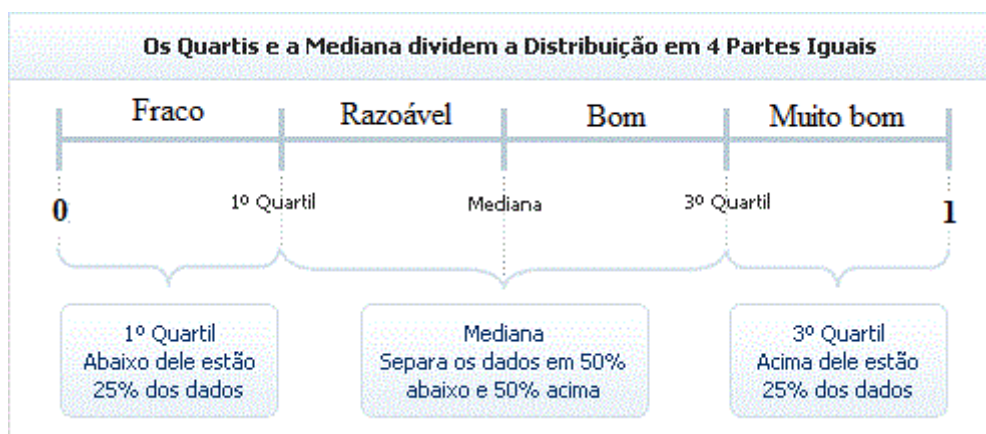 Os Quartis e a Mediana dividem a Distribuição em 4 Partes Iguais
Fraco Razoável Bom Muito bom
0 1º Quartil Mediana 3º Quartil 1
1º Quartil
Abaixo dele estão
25% dos dados
Mediana
Separa os dados em 50%
abaixo e 50% acima
3º Quartil
Acima dele estão
25% dos dados